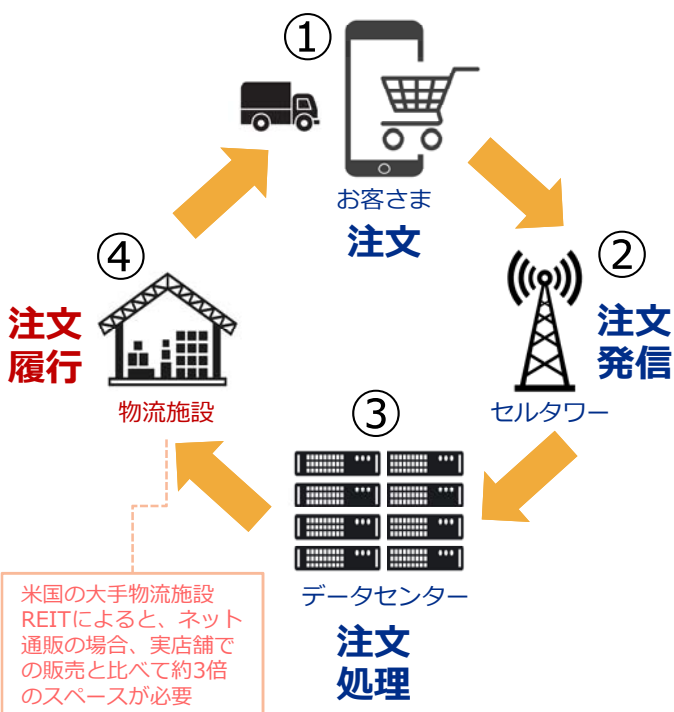 ①
お客さま
注文
②
注文
発信
セルタワー
③
データセンター
注文
処理
④
注文
履行
物流施設
米国の大手物流施設
REITによると、ネット
通販の場合、実店舗で
の販売と比べて約3倍
のスペースが必要